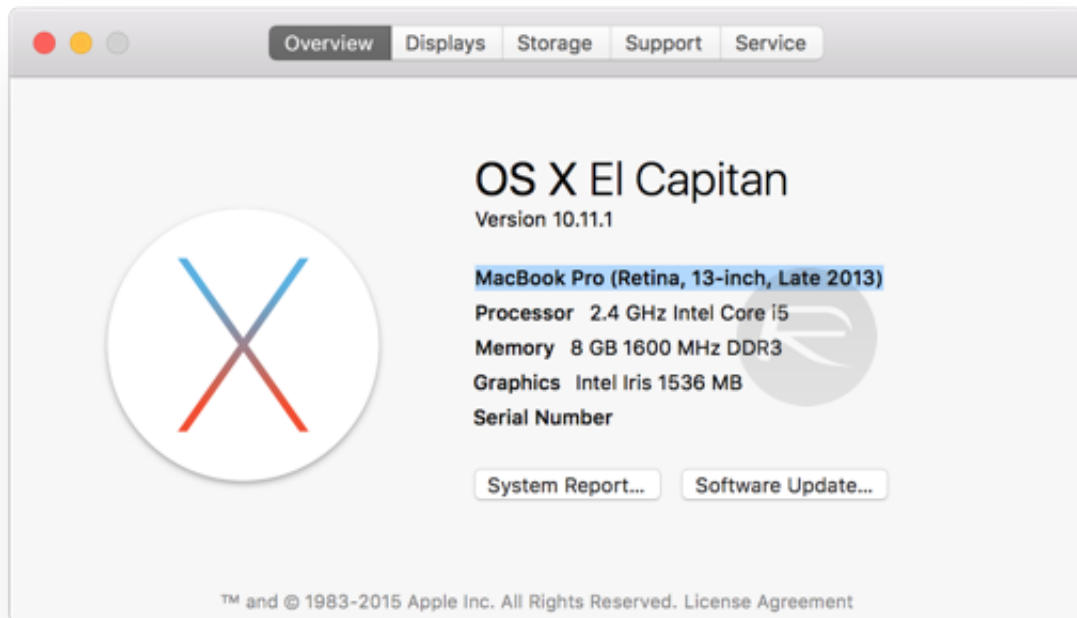 Overview Displays Storage Support Service
OS X El Capitan
Version 10.11.1
MacBook Pro (Retina, 13-inch, Late 2013)
Processor 2.4 GHz Intel Core i5
Memory 8 GB 1600 MHz DDR3
Graphics Intel Iris 1536 MB
Serial Number
System Report... Software Update...
™ and © 1983-2015 Apple Inc. All Rights Reserved. License Agreement